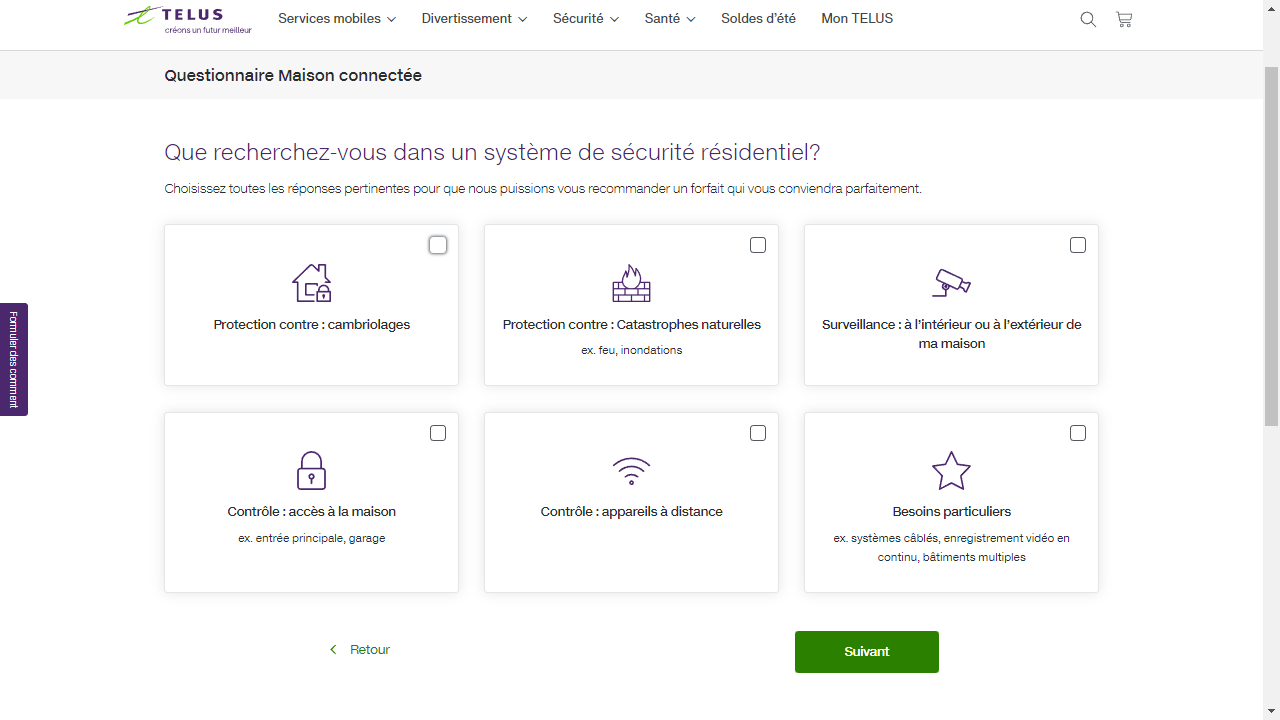 TELUS
créons un futur meilleur
Services mobiles
Divertissement
Sécurité
Santé
Soldes d'été
Mon TELUS
Questionnaire Maison connectée
Que recherchez-vous dans un système de sécurité résidentiel?
Choisissez toutes les réponses pertinentes pour que nous puissions vous recommander un forfait qui vous conviendra parfaitement.
Protection contre : cambriolages
Protection contre : Catastrophes naturelles
ex. feu, inondations
Surveillance : à l'intérieur ou à l'extérieur de
ma maison
Formuler des comment
Contrôle : accès à la maison
ex. entrée principale, garage
Contrôle : appareils à distance
Besoins particuliers
ex. systèmes câblés, enregistrement vidéo en
continu, bâtiments multiples
Retour
Suivant